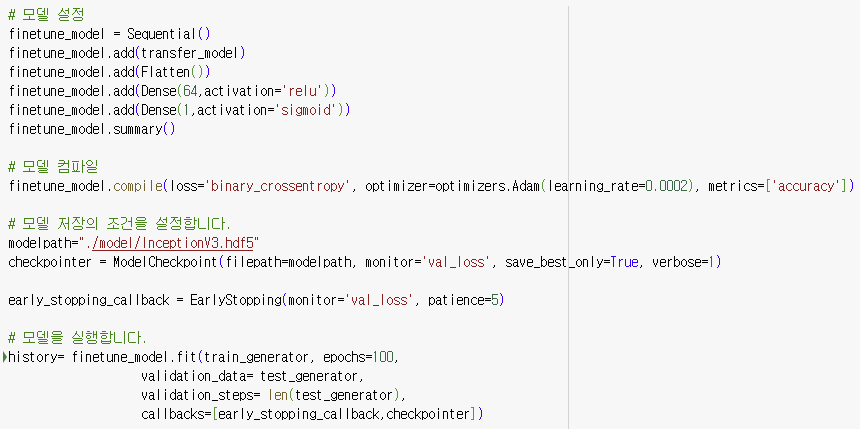 # 모델 설정
finetune_model = Sequential()
finetune_model.add(transfer_model)
finetune_model.add(Flatten())
finetune_model.add(Dense(64,activation='relu'))
finetune_model.add(Dense(1,activation='sigmoid'))
finetune_model.summary()

# 모델 컴파일
finetune_model.compile(loss='binary_crossentropy', optimizer=optimizers.Adam(learning_rate=0.0002), metrics=['accuracy'])

# 모델 저장의 조건을 설정합니다.
modelpath="./model/InceptionV3.hdf5"
checkpointer = ModelCheckpoint(filepath=modelpath, monitor='val_loss', save_best_only=True, verbose=1)

early_stopping_callback = EarlyStopping(monitor='val_loss', patience=5)

# 모델을 실행합니다.
history= finetune_model.fit(train_generator, epochs=100,
                    validation_data= test_generator,
                    validation_steps= len(test_generator),
                    callbacks=[early_stopping_callback,checkpointer])